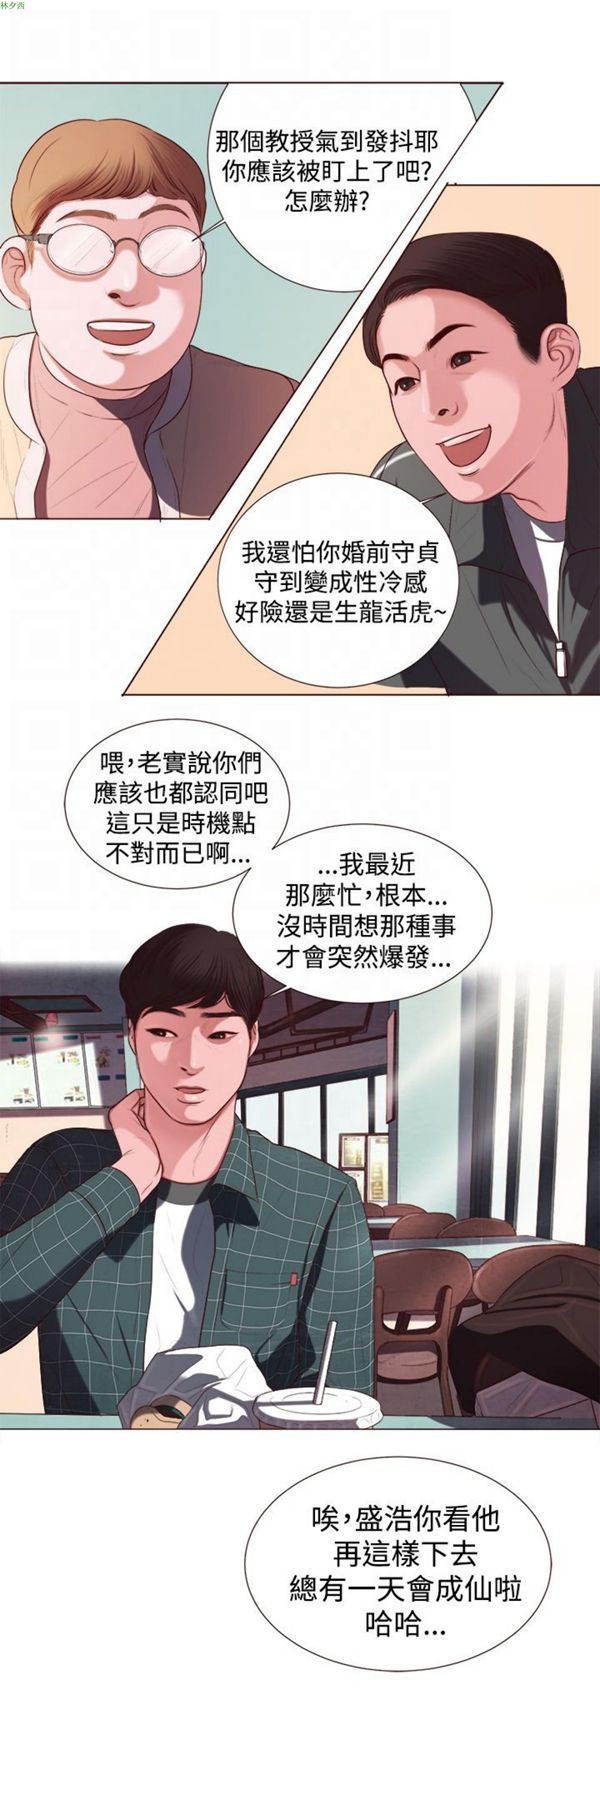 林夕西
那個教授氣到發抖耶
你應該被盯上了吧?
怎麼辦?
我還怕你婚前守貞
守到變成性冷感
好險還是生龍活虎~
喂,老實說你們
應該也都認同吧
這只是時機點
不對而已啊...
...我最近
那麼忙,根本...
沒時間想那種事
才會突然爆發...
唉,盛浩你看他
再這樣下去
總有一天會成仙啦
哈哈...